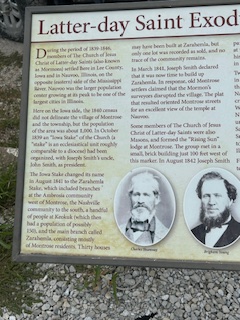 Latter-day Saint Exod
During the period of 1839-1846,
members of The Church of Jesus
Christ of Latter-day Saints (also known
as Mormons) settled here in Lee County,
Iowa and in Nauvoo, Illinois, on the
opposite (eastern) side of the Mississippi
River. Nauvoo was the larger population
center growing at its peak to be one of the
largest cities in Illinois.
Here on the Iowa side, the 1840 census
did not delineate the village of Montrose
and the township, but the population
of the area was about 1,000. In October
1839 an "Iowa Stake" of the Church (a
"stake" is an ecclesiastical unit roughly
comparable to a diocese) had been
organized, with Joseph Smith's uncle,
John Smith, as president.
The Iowa Stake changed its name
in August 1841 to the Zarahemla
Stake, which included branches
at the Ambrosia community
west of Montrose, the Nashville
community to the south, a handful
of people at Keokuk (which then
had a population of possibly
150), and the main branch called
Zarahemla, consisting mostly
of Montrose residents. Thirty houses
may have been built at Zarahemla, but
only one lot was recorded as sold, and no
trace of the community remains.
In March 1841, Joseph Smith declared
that it was now time to build up
Zarahemla. In response, old Montrose
settlers claimed that the Mormon's
surveyors disrupted the village. The plat
that resulted oriented Montrose streets
for an excellent view of the temple at
Nauvoo.
Some members of The Church of Jesus
Christ of Latter-day Saints were also
Masons, and formed the "Rising Sun"
lodge at Montrose. The group met in a
small, brick building just 100 feet west of
this marker. In August 1842 Joseph Smith
Brigham Young